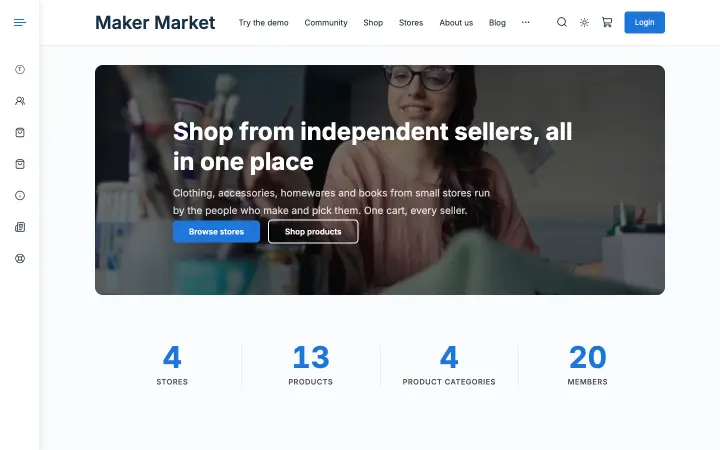 Maker Market
Try the demo
Community
Shop
Stores
About us
Blog
Login
Shop from independent sellers, all
in one place
Clothing, accessories, homewares and books from small stores run
by the people who make and pick them. One cart, every seller.
Browse stores
Shop products
4
STORES
13
PRODUCTS
4
PRODUCT CATEGORIES
20
MEMBERS